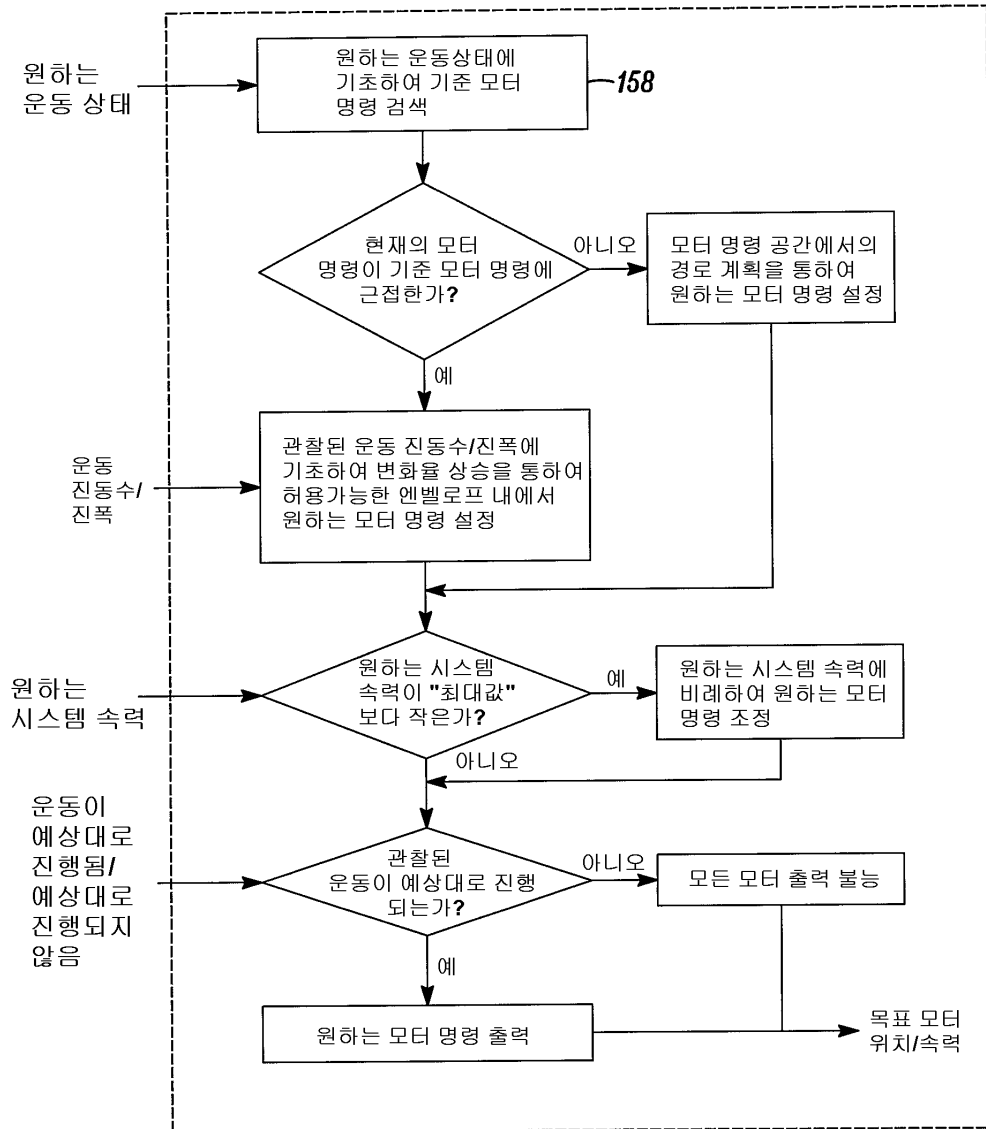 원하는
운동 상태
원하는 운동상태에
기초하여 기준 모터
명령 검색
158
현재의 모터
명령이 기준 모터 명령에
근접한가?
아니오
모터 명령 공간에서의
경로 계획을 통하여
원하는 모터 명령 설정
예
운동
진동수/
진폭
관찰된 운동 진동수/진폭에
기초하여 변화율 상승을 통하여
허용가능한 엔벨로프 내에서
원하는 모터 명령 설정
원하는
시스템 속력
원하는 시스템
속력이 "최대값"
보다 작은가?
예
원하는 시스템 속력에
비례하여 원하는 모터
명령 조정
아니오
운동이
예상대로
진행됨/
예상대로
진행되지
않음
관찰된
운동이 예상대로 진행
되는가?
아니오
모든 모터 출력 불능
예
원하는 모터 명령 출력
목표 모터
위치/속력